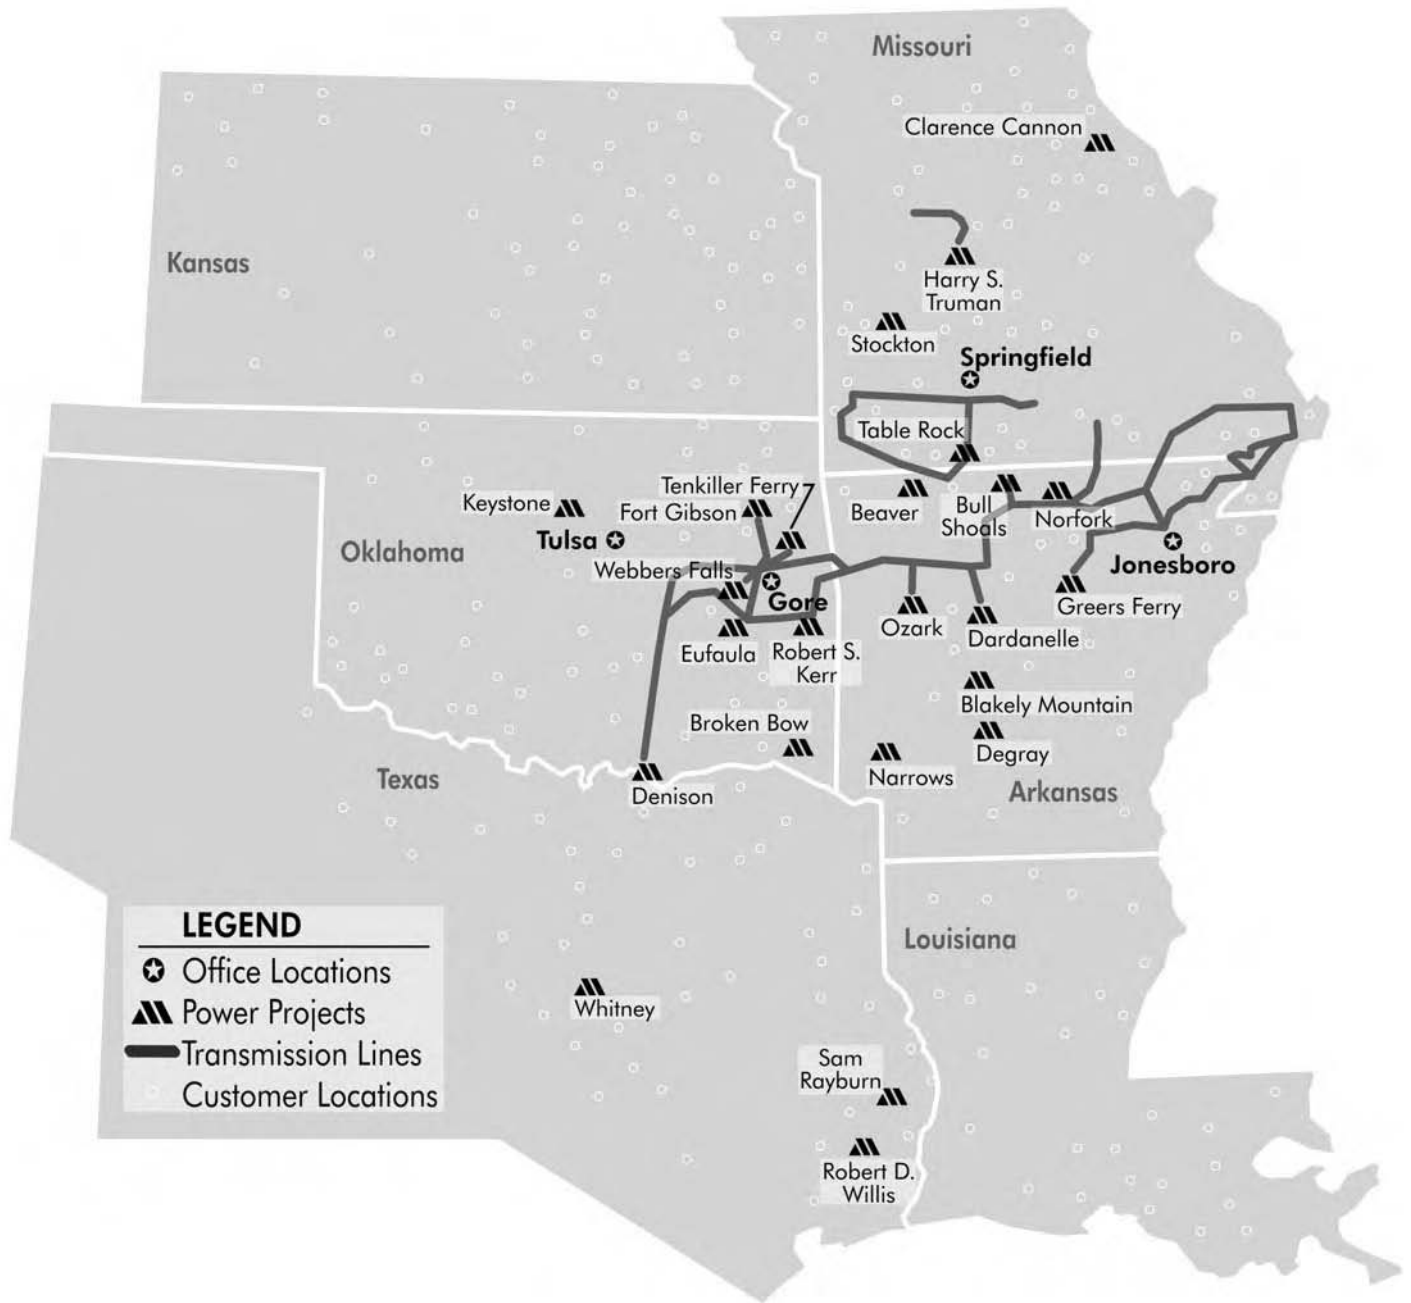 Missouri
Clarence Cannon
Kansas
Harry S.
Truman
Stockton
Springfield
Table Rock
Tenkiller Ferry
Keystone
Fort Gibson
Beaver
Bull
Shoals
Norfork
Tulsa
Oklahoma
Webbers Falls
Jonesboro
Gore
Greers Ferry
Ozark
Dardanelle
Eufaula
Robert S.
Kerr
Blakely Mountain
Broken Bow
Degray
Narrows
Texas
Denison
Arkansas
LEGEND
Office Locations
Power Projects
Transmission Lines
Customer Locations
Louisiana
Whitney
Sam
Rayburn
Robert D.
Willis